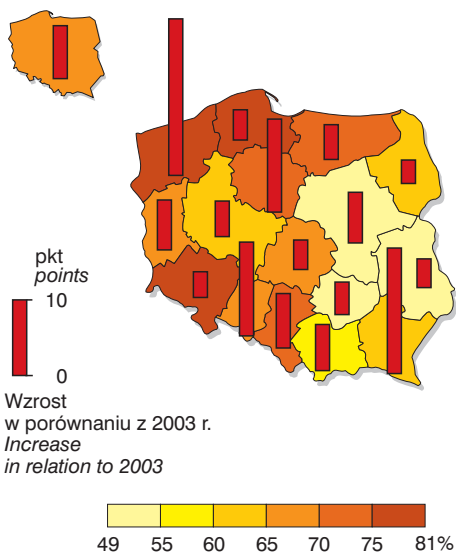 pkt
points
10
0
Wzrost
w porównaniu z 2003 r.
Increase
in relation to 2003
49 55 60 65 70 75 81%